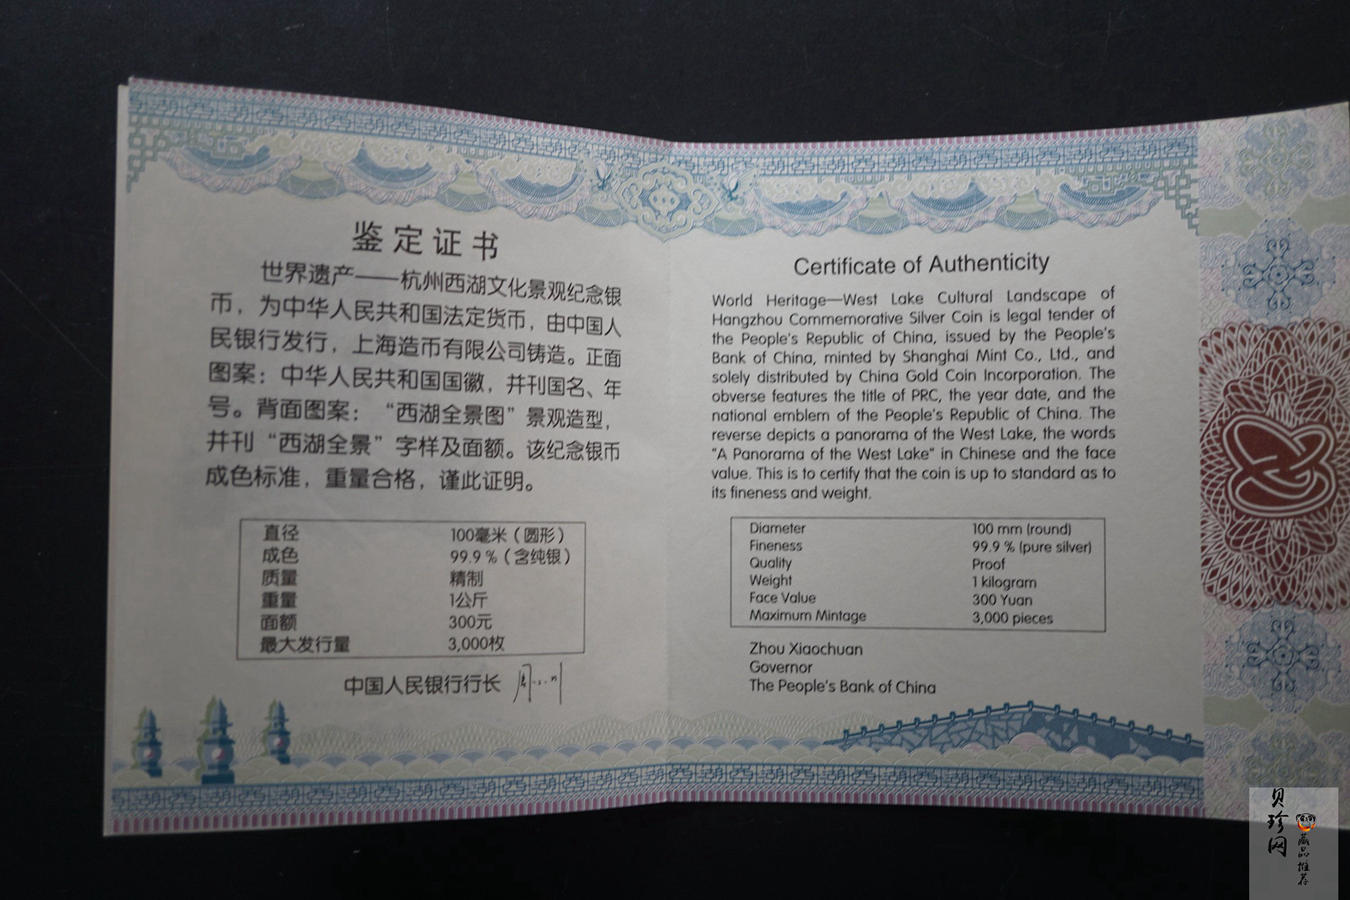 鉴定证书
世界遗产——杭州西湖文化景观纪念银
币，为中华人民共和国法定货币，由中国人
民银行发行，上海造币有限公司铸造。正面
图案：中华人民共和国国徽，并刊国名、年
号。背面图案：“西湖全景图”景观造型，
并刊“西湖全景”字样及面额。该纪念银币
成色标准，重量合格，谨此证明。
直径 100毫米（圆形）
成色 99.9 %（含纯银）
质量 精制
重量 1公斤
面额 300元
最大发行量 3,000枚
中国人民银行行长
Certificate of Authenticity
World Heritage—West Lake Cultural Landscape of
Hangzhou Commemorative Silver Coin is legal tender of
the People's Republic of China, issued by the People's
Bank of China, minted by Shanghai Mint Co., Ltd., and
solely distributed by China Gold Coin Incorporation. The
obverse features the title of PRC, the year date, and the
national emblem of the People's Republic of China. The
reverse depicts a panorama of the West Lake, the words
"A Panorama of the West Lake" in Chinese and the face
value. This is to certify that the coin is up to standard as to
its fineness and weight.
Diameter 100 mm (round)
Fineness 99.9 % (pure silver)
Quality Proof
Weight 1 kilogram
Face Value 300 Yuan
Maximum Mintage 3,000 pieces
Zhou Xiaochuan
Governor
The People's Bank of China
贝珍网
藏品推荐